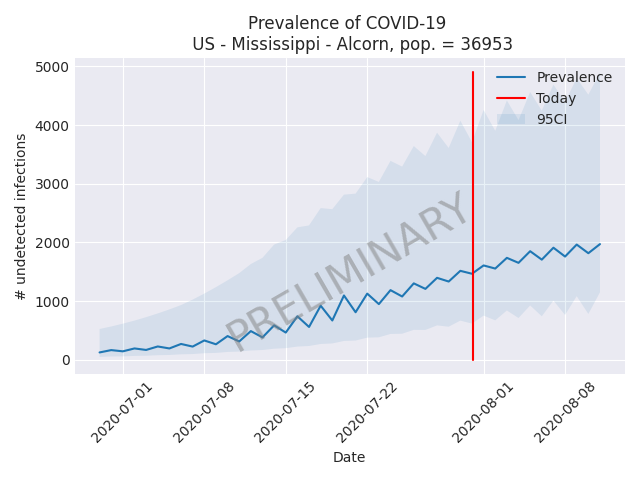 Prevalence of COVID-19
US - Mississippi - Alcorn, pop. = 36953
# undetected infections
5000
4000
3000
2000
1000
0
Prevalence
Today
95CI
PRELIMINARY
2020-07-01
2020-07-08
2020-07-15
2020-07-22
2020-08-01
2020-08-08
Date